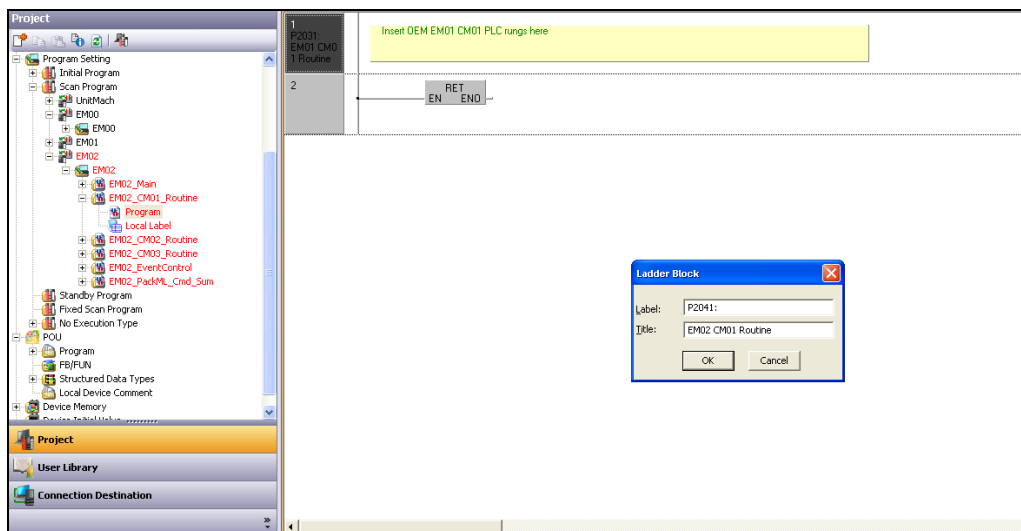 Project
Program Setting
Initial Program
Scan Program
UnitMach
EM00
EM00
EM01
EM02
EM02
EM02_Main
EM02_CM01_Routine
Program
Local Label
EM02_CM02_Routine
EM02_CM03_Routine
EM02_EventControl
EM02_PackML_Cmd_Sum
Standby Program
Fixed Scan Program
No Execution Type
POU
Program
FB/FUN
Structured Data Types
Local Device Comment
Device Memory
Device Initial Value
Project
User Library
Connection Destination
»
1
P2031:
EM01 CM0
1 Routine
Insert OEM EM01 CM01 PLC rungs here
2
RET
EN ENO
Ladder Block
Label: P2041:
Title: EM02 CM01 Routine
OK Cancel